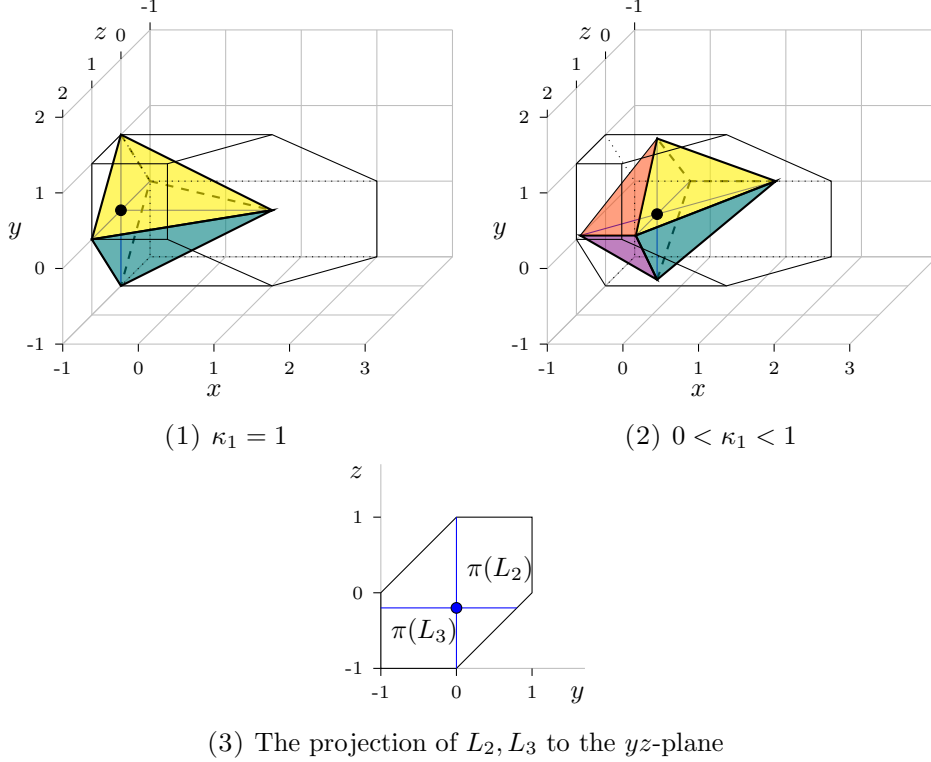 -1 -1
z 0 z 0
1 1
2 2
2 2
1 1
y y
0 0
-1 -1
-1 0 1 2 3 -1 0 1 2 3
x x
(1) κ₁ = 1 (2) 0 < κ₁ < 1
z
1
π(L₂)
0
π(L₃)
-1
-1 0 1 y
(3) The projection of L₂, L₃ to the yz-plane